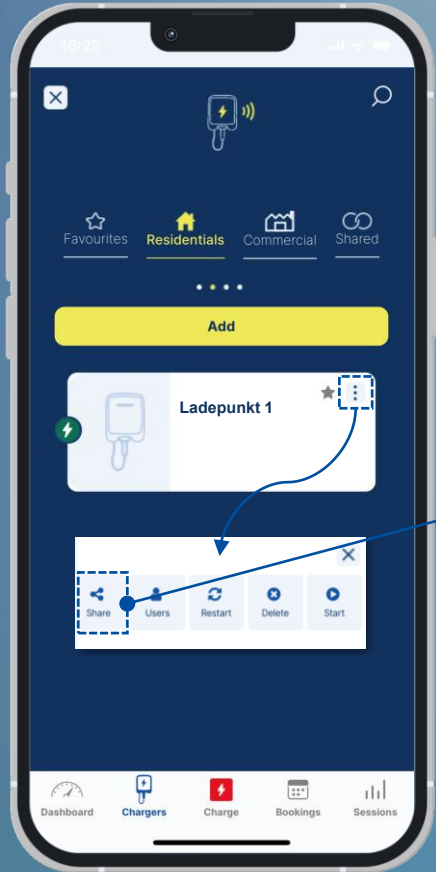 16:22
Favourites Residentials Commercial Shared
Add
Ladepunkt 1
Share Users Restart Delete Start
Dashboard Chargers Charge Bookings Sessions